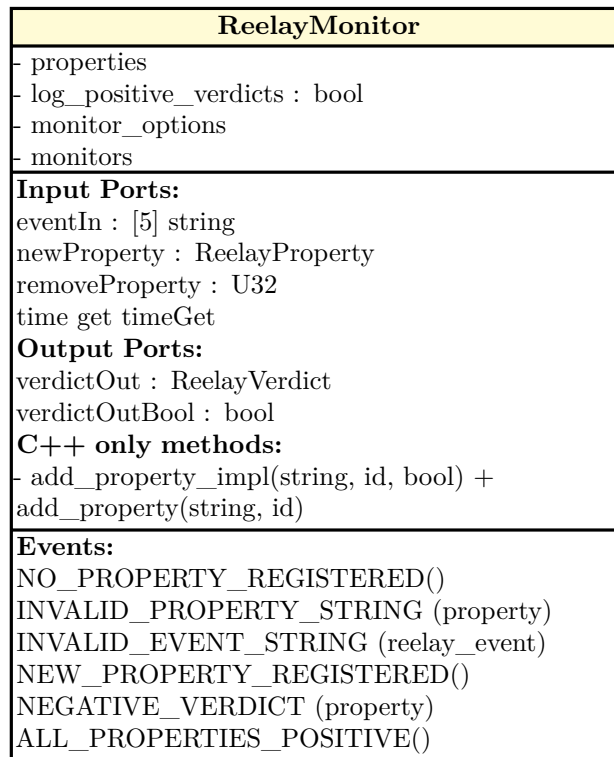 ReelayMonitor
- properties
- log_positive_verdicts : bool
- monitor_options
- monitors
Input Ports:
eventIn : [5] string
newProperty : ReelayProperty
removeProperty : U32
time get timeGet
Output Ports:
verdictOut : ReelayVerdict
verdictOutBool : bool
C++ only methods:
- add_property_impl(string, id, bool) +
add_property(string, id)
Events:
NO_PROPERTY_REGISTERED()
INVALID_PROPERTY_STRING (property)
INVALID_EVENT_STRING (reelay_event)
NEW_PROPERTY_REGISTERED()
NEGATIVE_VERDICT (property)
ALL_PROPERTIES_POSITIVE()